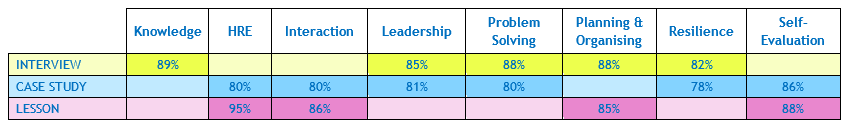 Knowledge HRE Interaction Leadership Problem Solving Planning & Organising Resilience Self-Evaluation
INTERVIEW 89% 85% 88% 88% 82%
CASE STUDY 80% 80% 81% 80% 78% 86%
LESSON 95% 86% 85% 88%